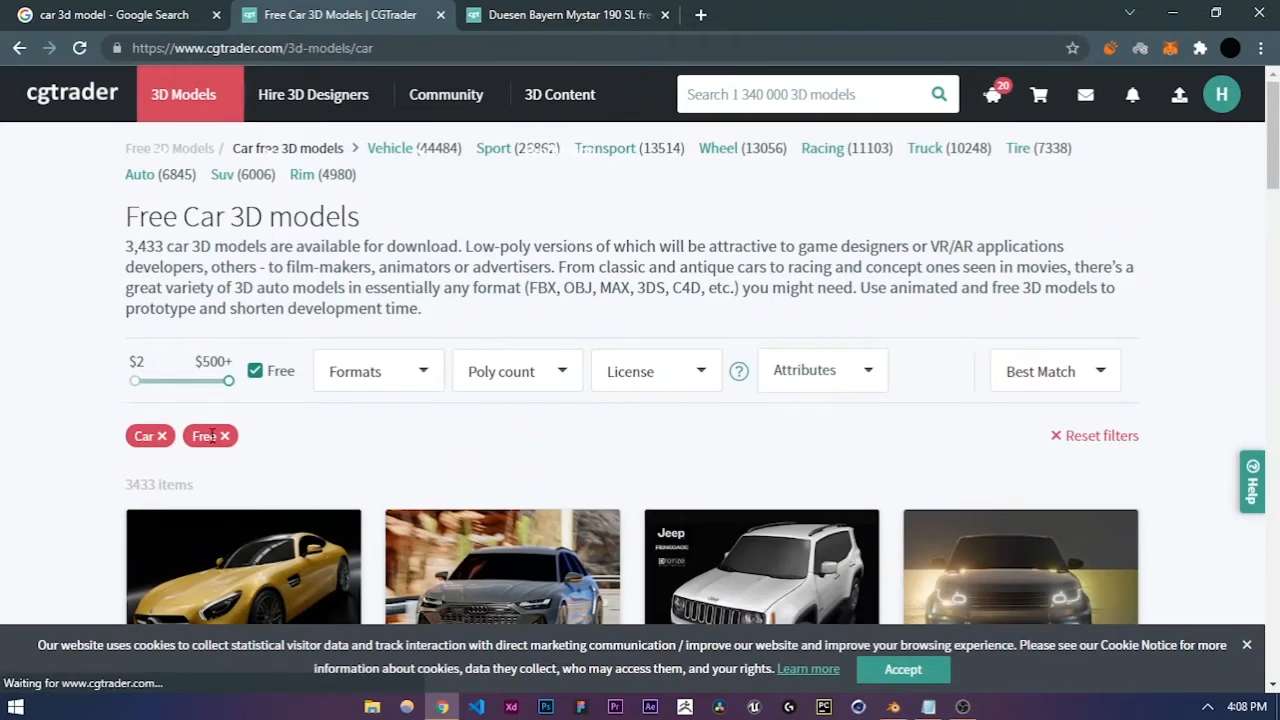 car 3d model - Google Search
Free Car 3D Models | CGTrader
Duesen Bayern Mystar 190 SL fre
https://www.cgtrader.com/3d-models/car
cgtrader
3D Models
Hire 3D Designers
Community
3D Content
Search 1 340 000 3D models
20
H
Free 3D Models / Car free 3D models > Vehicle (44484) Sport (23860) Transport (13514) Wheel (13056) Racing (11103) Truck (10248) Tire (7338)
Auto (6845) Suv (6006) Rim (4980)
Free Car 3D models
3,433 car 3D models are available for download. Low-poly versions of which will be attractive to game designers or VR/AR applications
developers, others - to film-makers, animators or advertisers. From classic and antique cars to racing and concept ones seen in movies, there's a
great variety of 3D auto models in essentially any format (FBX, OBJ, MAX, 3DS, C4D, etc.) you might need. Use animated and free 3D models to
prototype and shorten development time.
$2 $500+
Free
Formats
Poly count
License
?
Attributes
Best Match
Car ×
Free ×
× Reset filters
3433 items
Help
Jeep
RENEGADE
Our website uses cookies to collect statistical visitor data and track interaction with direct marketing communication / improve our website and improve your browsing experience. Please see our Cookie Notice for more
information about cookies, data they collect, who may access them, and your rights. Learn more
Accept
Waiting for www.cgtrader.com...
Xd
Ps
Pr
Ae
PC
4:08 PM